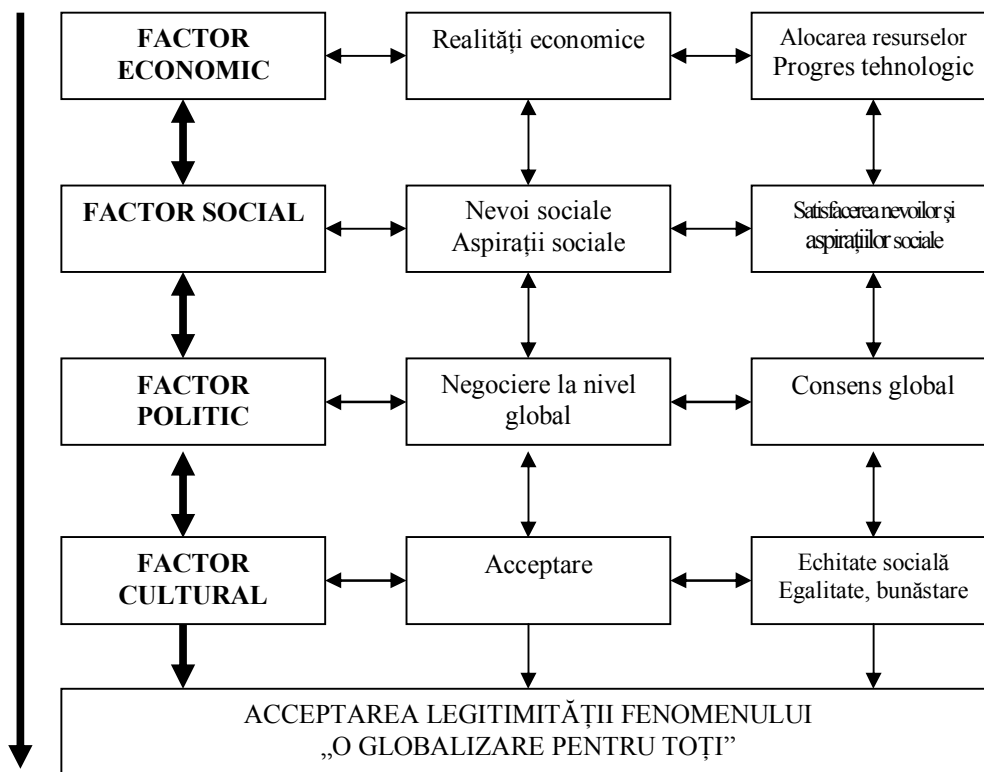 FACTOR
ECONOMIC
Realități economice
Alocarea resurselor
Progres tehnologic
FACTOR SOCIAL
Nevoi sociale
Aspirații sociale
Satisfacerea nevoilor și
aspirațiilor sociale
FACTOR
POLITIC
Negociere la nivel
global
Consens global
FACTOR
CULTURAL
Acceptare
Echitate socială
Egalitate, bunăstare
ACCEPTAREA LEGITIMITĂȚII FENOMENULUI
„O GLOBALIZARE PENTRU TOȚI”